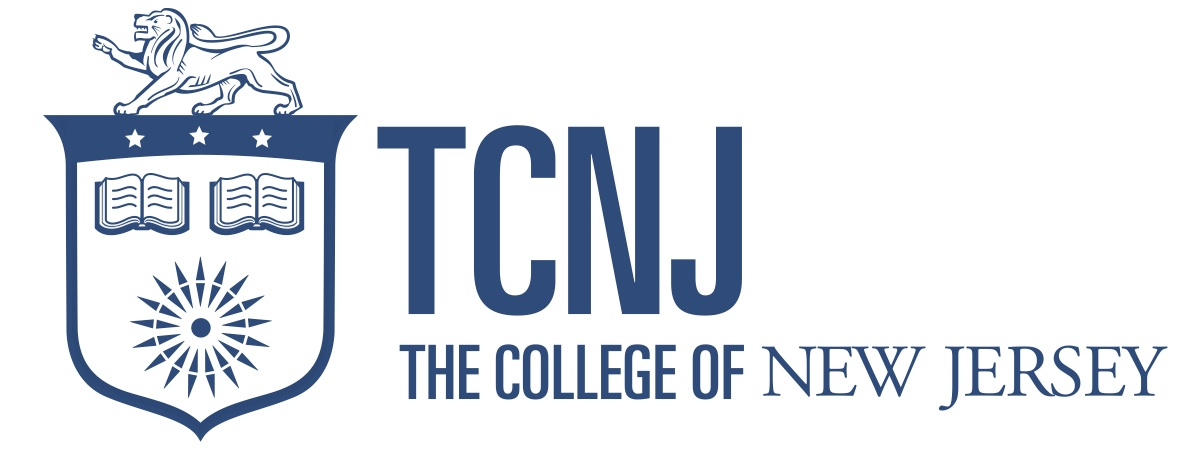 TCNJ
THE COLLEGE OF NEW JERSEY